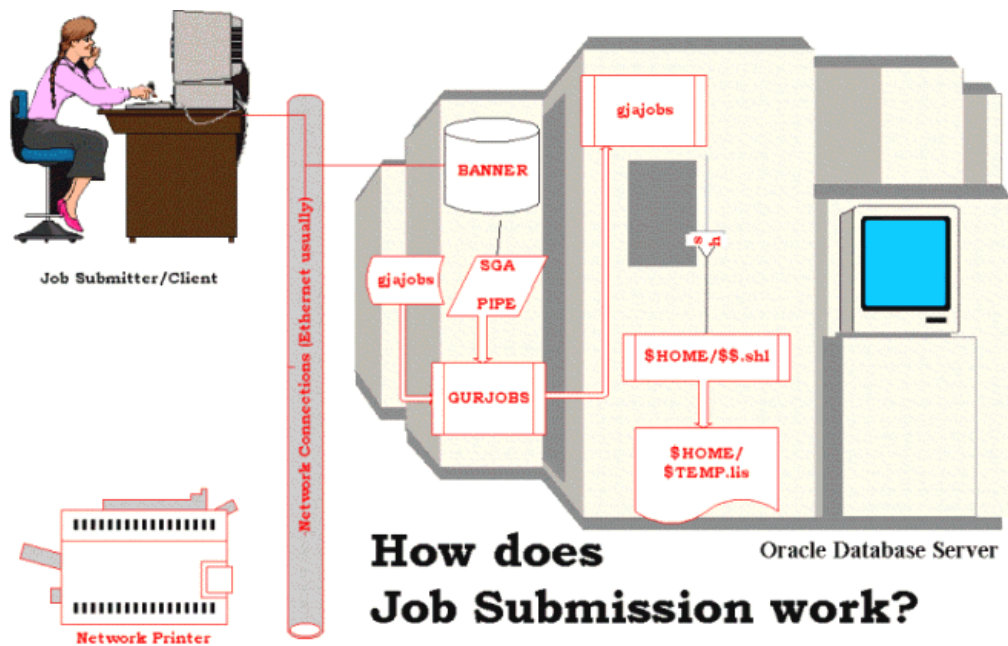 gjajobs
BANNER
Job Submitter/Client
gjajobs
SGA
PIPE
sh
Network Connections (Ethernet usually)
$HOME/$$.shl
GURJOBS
$HOME/
$TEMP.lis
How does
Job Submission work?
Oracle Database Server
Network Printer